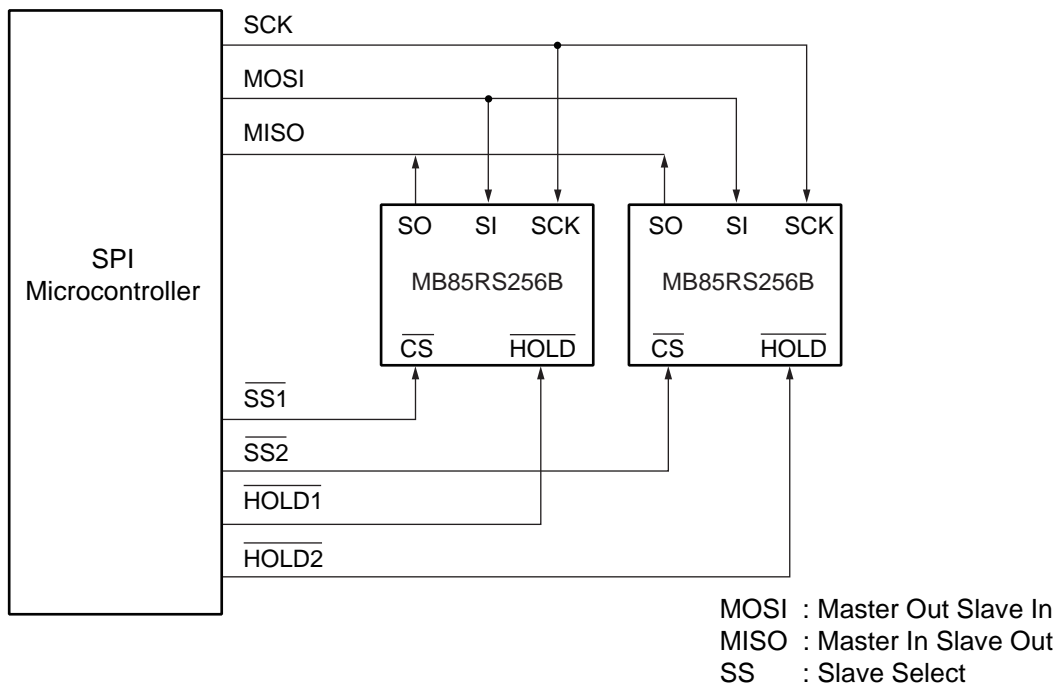 SCK
MOSI
MISO
SO SI SCK
SO SI SCK
SPI
Microcontroller
MB85RS256B
MB85RS256B
CS HOLD
CS HOLD
SS1
SS2
HOLD1
HOLD2
MOSI : Master Out Slave In
MISO : Master In Slave Out
SS : Slave Select